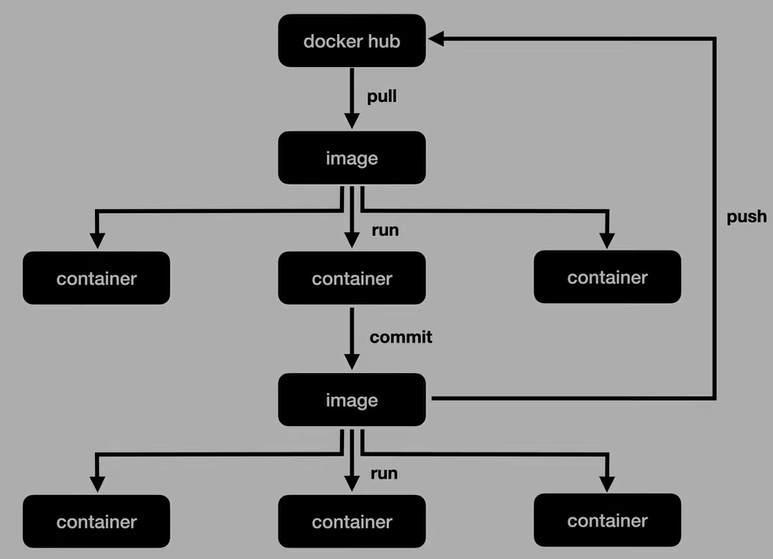 docker hub
pull
image
push
run
container
container
container
commit
image
run
container
container
container